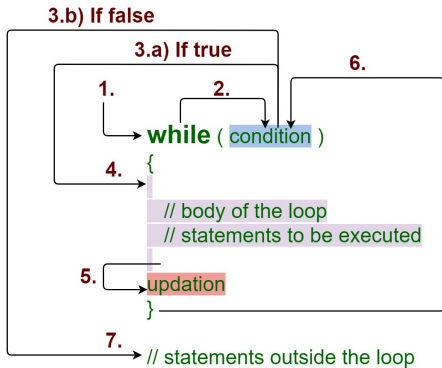 3.b) If false
3.a) If true
6.
1.
2.
while ( condition )
{
4.
// body of the loop
// statements to be executed
5.
updation
}
7.
// statements outside the loop